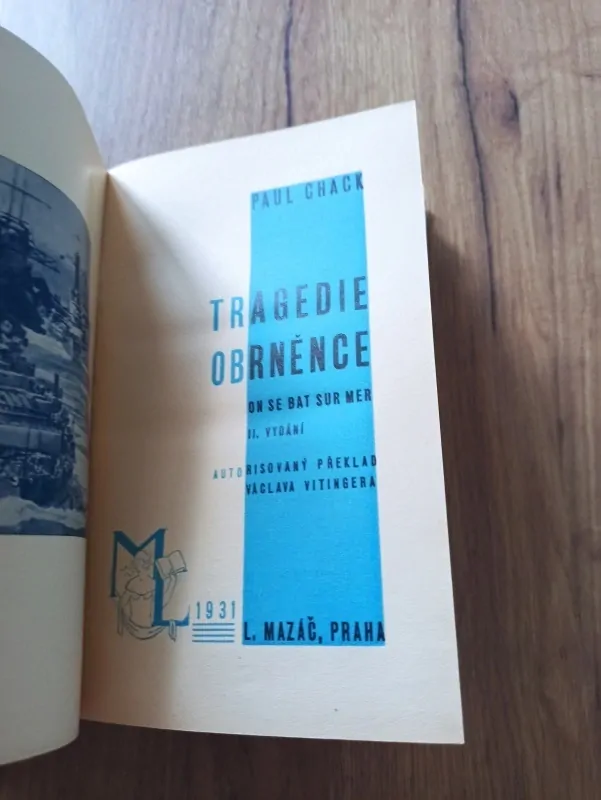 PAUL CHACK
TRAGEDIE
OBRNĚNCE
ON SE BAT SUR MER
II. VYDÁNÍ
AUTORISOVANÝ PŘEKLAD
VÁCLAVA VITINGERA
ML
1931
L. MAZÁČ, PRAHA